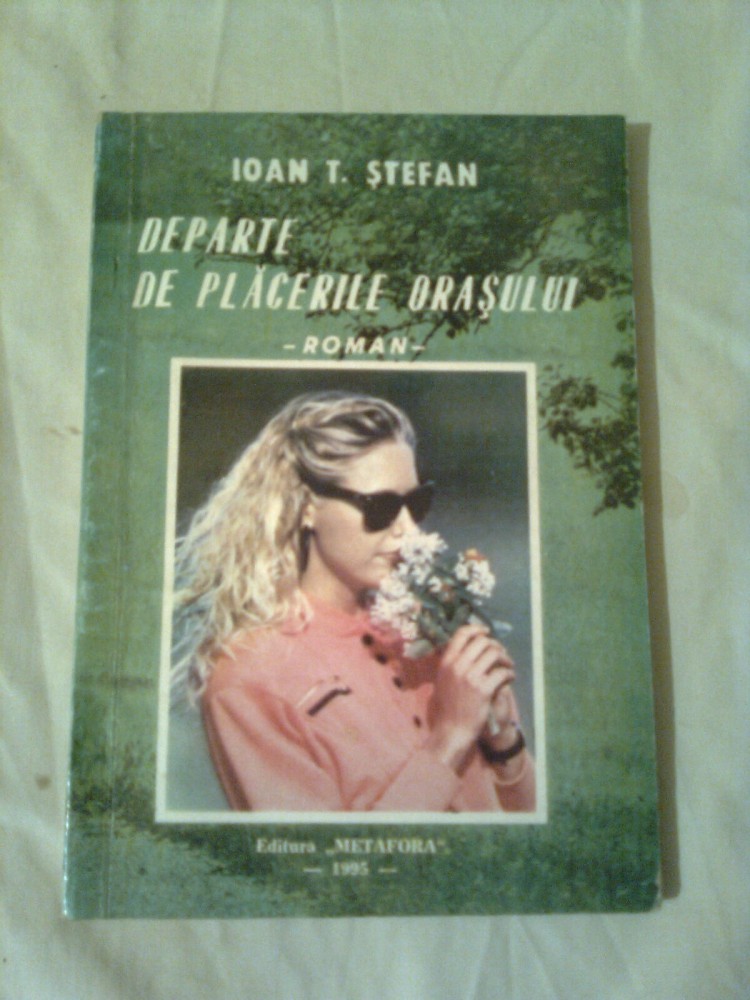 IOAN T. ŞTEFAN
DEPARTE
DE PLĂCERILE ORAŞULUI
-ROMAN-
Editura „METAFORA”
— 1995 —